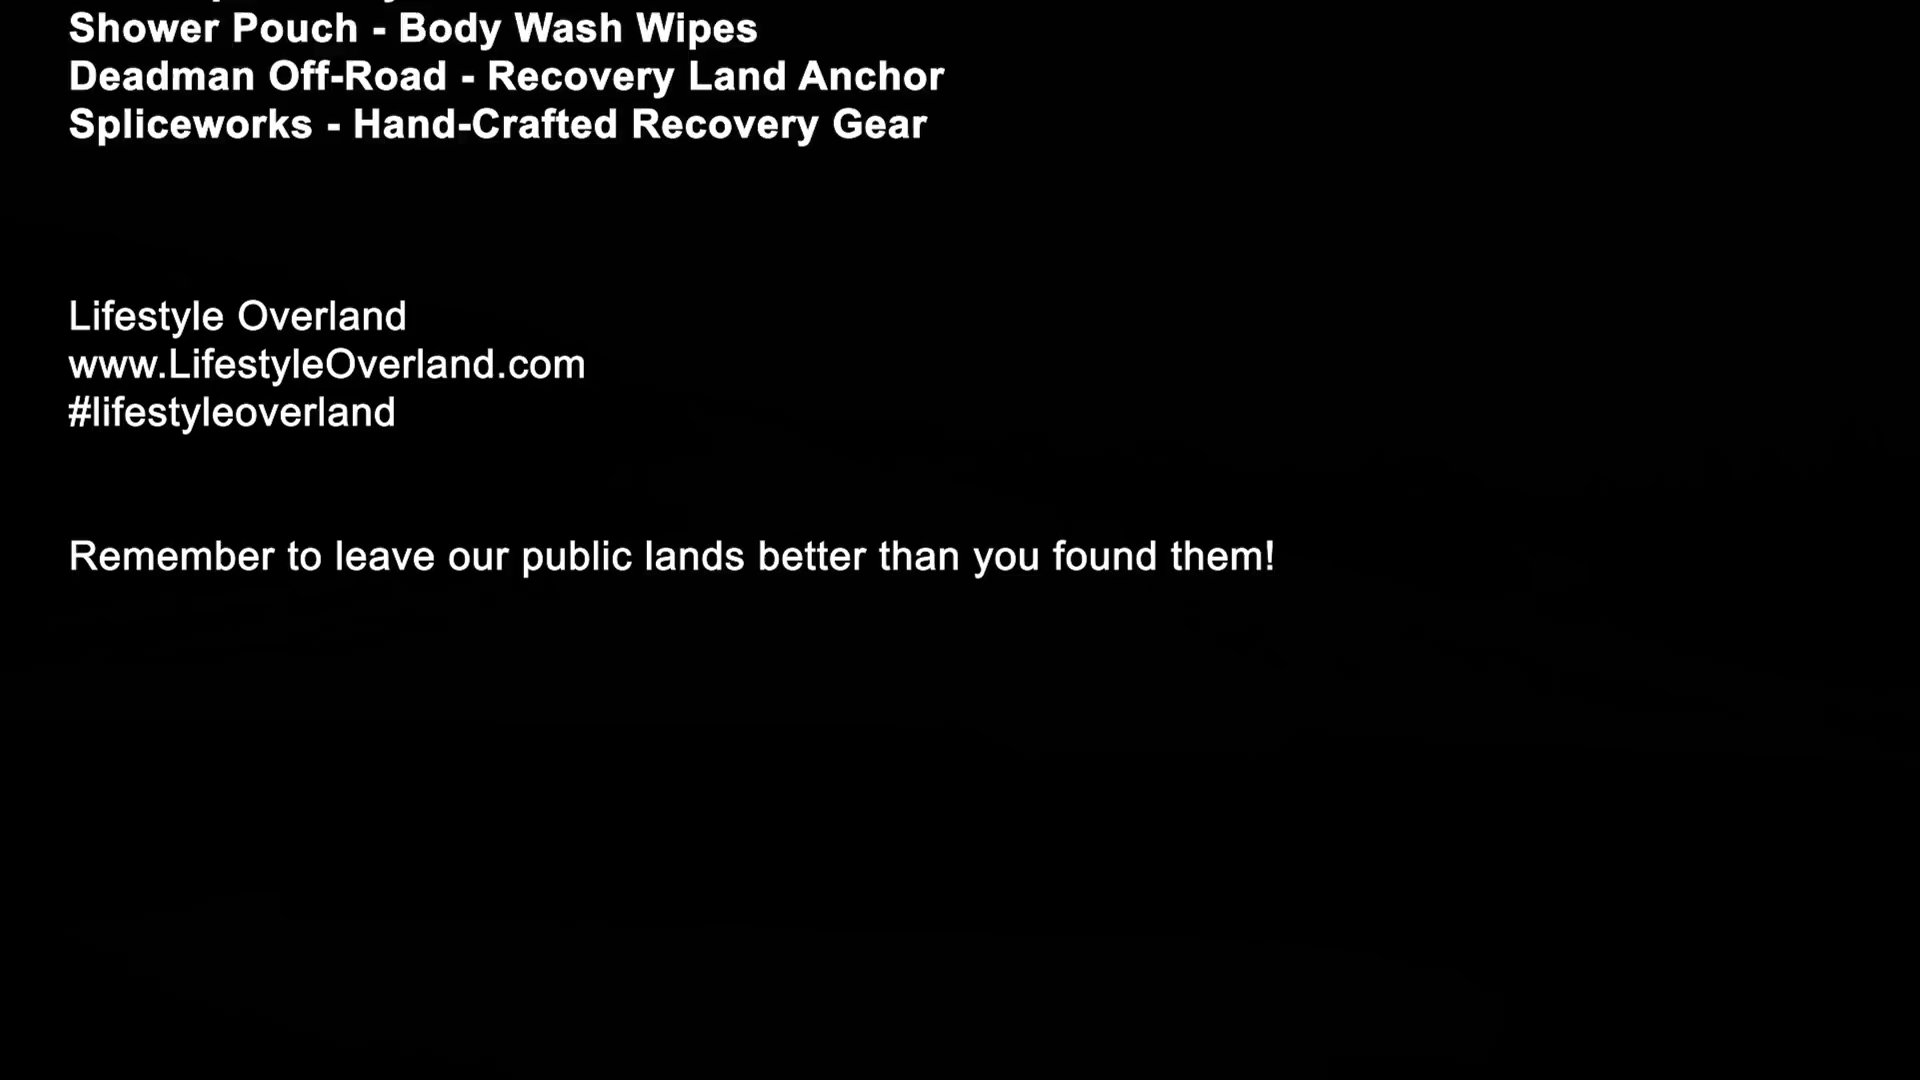 Shower Pouch - Body Wash Wipes
Deadman Off-Road - Recovery Land Anchor
Spliceworks - Hand-Crafted Recovery Gear
Lifestyle Overland
www.LifestyleOverland.com
#lifestyleoverland
Remember to leave our public lands better than you found them!